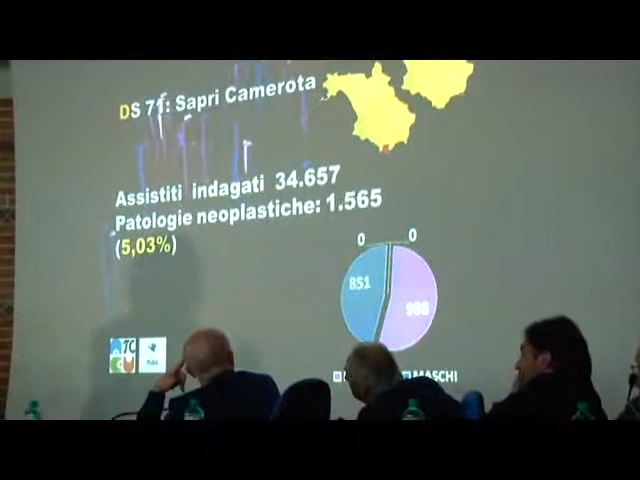 DS 71: Sapri Camerota
Assistiti indagati 34.657
Patologie neoplastiche: 1.565
(5,03%)
0 0
851
988
MASCHI